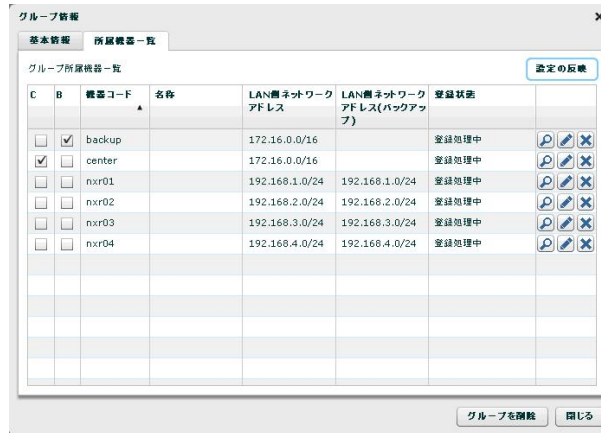 グループ情報
基本情報 所属機器一覧
グループ所属機器一覧 設定の反映
C B 機器コード 名称 LAN側ネットワークアドレス LAN側ネットワークアドレス(バックアップ) 登録状態
backup 172.16.0.0/16 登録処理中
center 172.16.0.0/16 登録処理中
nxr01 192.168.1.0/24 192.168.1.0/24 登録処理中
nxr02 192.168.2.0/24 192.168.2.0/24 登録処理中
nxr03 192.168.3.0/24 192.168.3.0/24 登録処理中
nxr04 192.168.4.0/24 192.168.4.0/24 登録処理中
グループを削除 閉じる